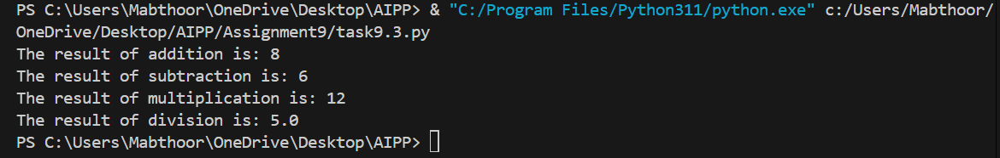 PS C:\Users\Mabthoor\OneDrive\Desktop\AIPP> & "C:/Program Files/Python311/python.exe" c:/Users/Mabthoor/
OneDrive/Desktop/AIPP/Assignment9/task9.3.py
The result of addition is: 8
The result of subtraction is: 6
The result of multiplication is: 12
The result of division is: 5.0
PS C:\Users\Mabthoor\OneDrive\Desktop\AIPP>